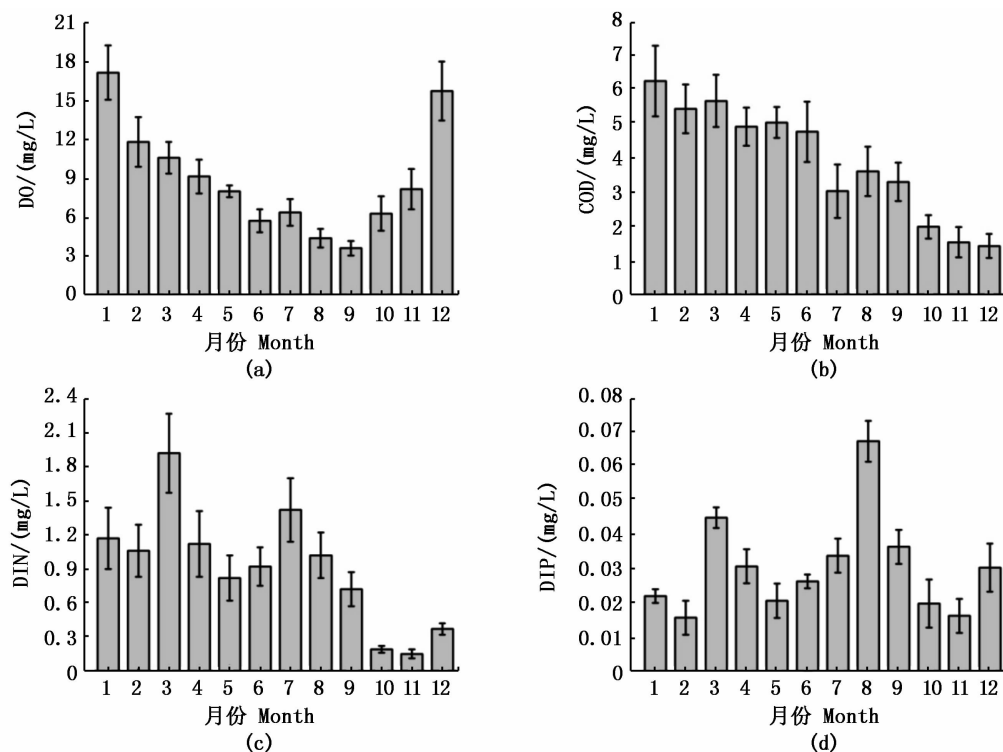 21
18
15
12
9
6
3
0
DO/(mg/L)
1 2 3 4 5 6 7 8 9 10 11 12
月份 Month
(a)
8
7
6
5
4
3
2
1
0
COD/(mg/L)
1 2 3 4 5 6 7 8 9 10 11 12
月份 Month
(b)
2.4
2.1
1.8
1.5
1.2
0.9
0.6
0.3
0
DIN/(mg/L)
1 2 3 4 5 6 7 8 9 10 11 12
月份 Month
(c)
0.08
0.07
0.06
0.05
0.04
0.03
0.02
0.01
0
DIP/(mg/L)
1 2 3 4 5 6 7 8 9 10 11 12
月份 Month
(d)